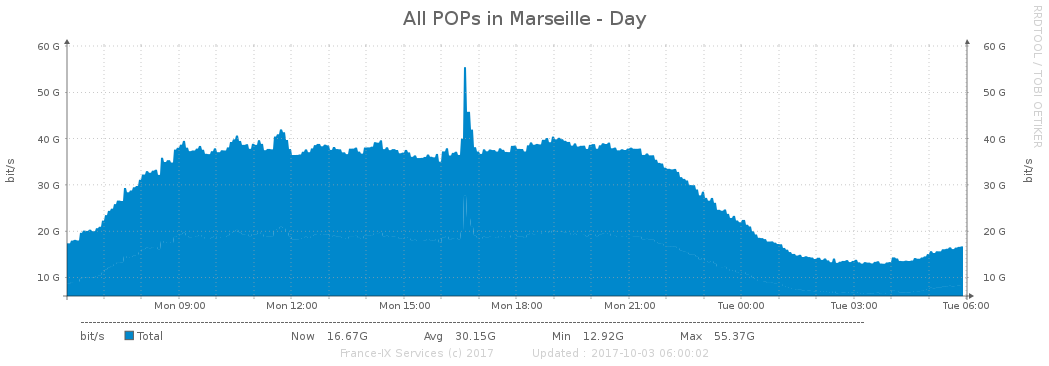 All POPs in Marseille - Day
RRDTOOL / TOBI OETIKER
bit/s
60 G
50 G
40 G
30 G
20 G
10 G
60 G
50 G
40 G
30 G
20 G
10 G
bit/s
Mon 09:00 Mon 12:00 Mon 15:00 Mon 18:00 Mon 21:00 Tue 00:00 Tue 03:00 Tue 06:00
bit/s Total Now 16.67G Avg 30.15G Min 12.92G Max 55.37G
France-IX Services (c) 2017 Updated : 2017-10-03 06:00:02